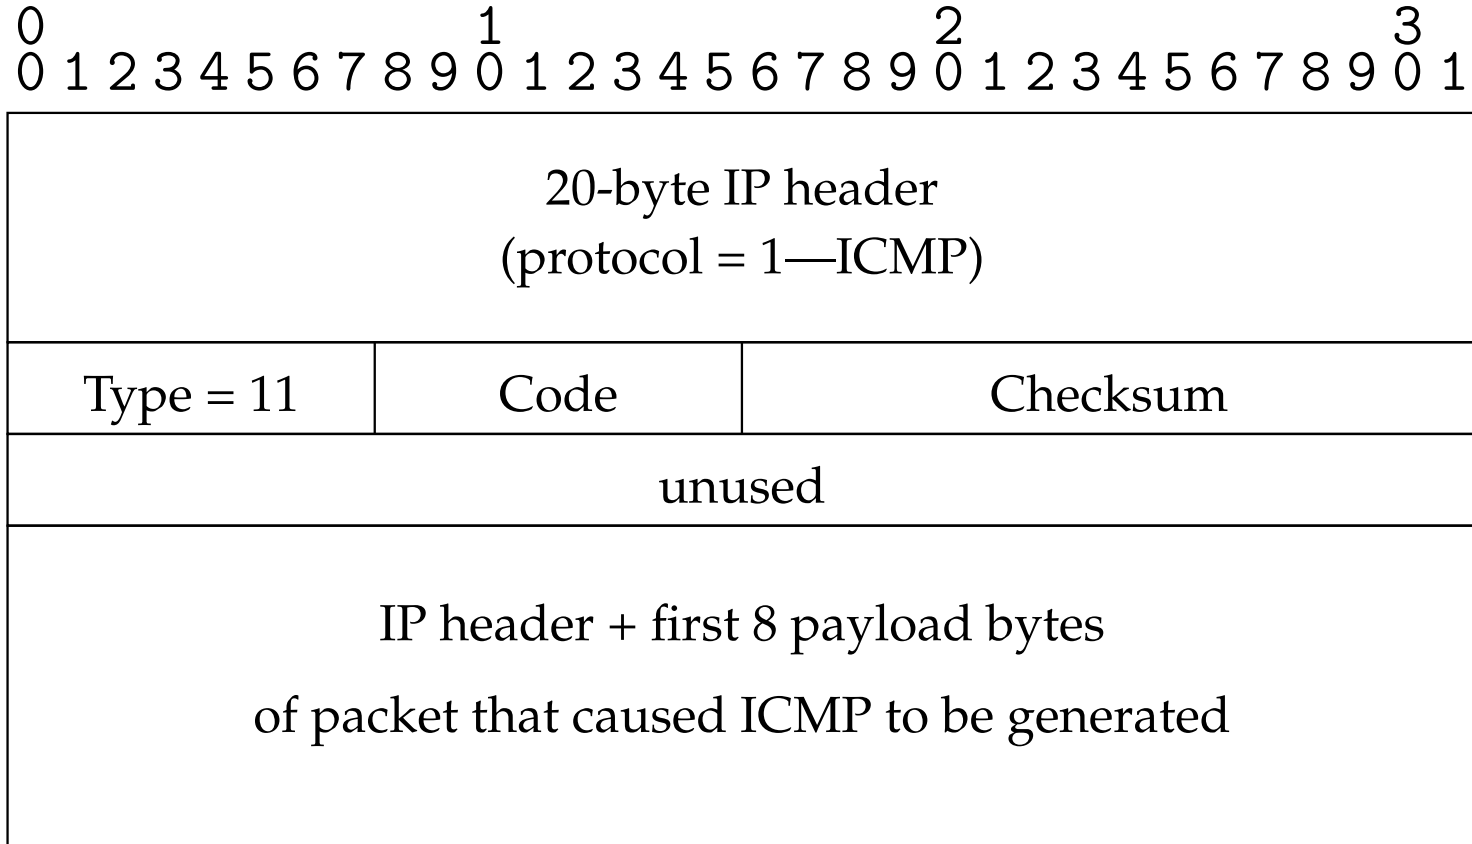 0 1 2 3
0 1 2 3 4 5 6 7 8 9 0 1 2 3 4 5 6 7 8 9 0 1 2 3 4 5 6 7 8 9 0 1
20-byte IP header
(protocol = 1—ICMP)
Type = 11 Code Checksum
unused
IP header + first 8 payload bytes
of packet that caused ICMP to be generated